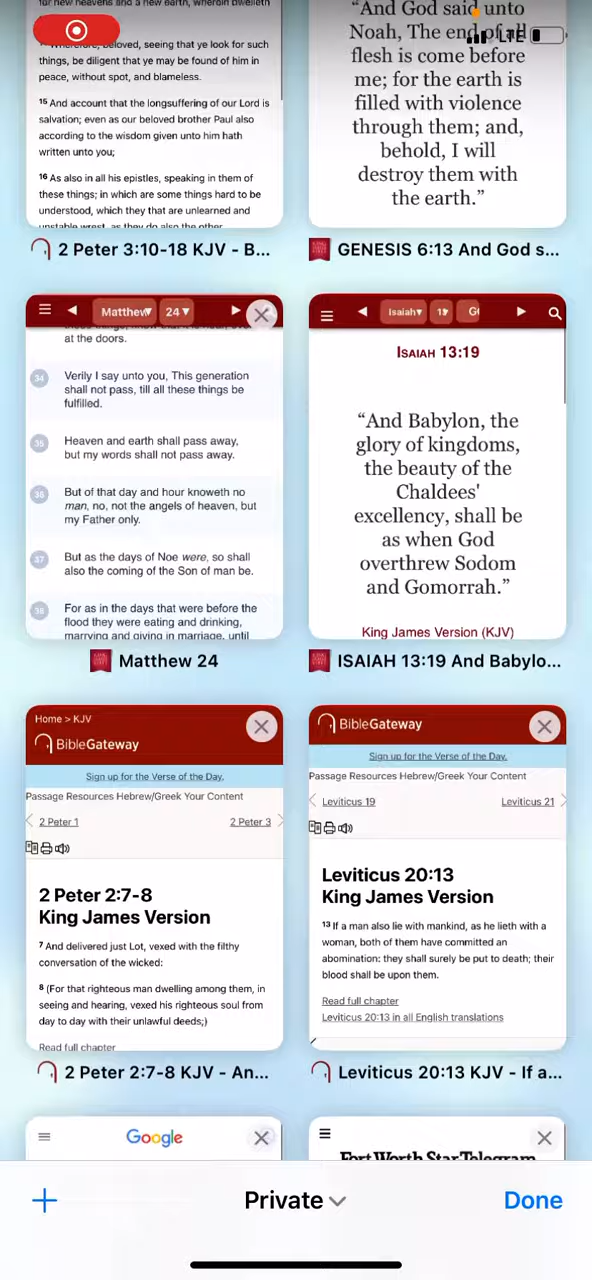 for new heavens and a new earth, wherein dwelleth
beloved, seeing that ye look for such
things, be diligent that ye may be found of him in
peace, without spot, and blameless.
15 And account that the longsuffering of our Lord is
salvation; even as our beloved brother Paul also
according to the wisdom given unto him hath
written unto you;
16 As also in all his epistles, speaking in them of
these things; in which are some things hard to be
understood, which they that are unlearned and
unstable wrest, as they do also the other
2 Peter 3:10-18 KJV - B...
“And God said unto
Noah, The end of all
flesh is come before
me; for the earth is
filled with violence
through them; and,
behold, I will
destroy them with
the earth.”
LTE
GENESIS 6:13 And God s...
Matthew 24
at the doors.
34 Verily I say unto you, This generation
shall not pass, till all these things be
fulfilled.
35 Heaven and earth shall pass away,
but my words shall not pass away.
36 But of that day and hour knoweth no
man, no, not the angels of heaven, but
my Father only.
37 But as the days of Noe were, so shall
also the coming of the Son of man be.
38 For as in the days that were before the
flood they were eating and drinking,
marrying and giving in marriage, until
Matthew 24
Isaiah
ISAIAH 13:19
“And Babylon, the
glory of kingdoms,
the beauty of the
Chaldees'
excellency, shall be
as when God
overthrew Sodom
and Gomorrah.”
King James Version (KJV)
ISAIAH 13:19 And Babylo...
Home > KJV
BibleGateway
Sign up for the Verse of the Day.
Passage Resources Hebrew/Greek Your Content
2 Peter 1 2 Peter 3
2 Peter 2:7-8
King James Version
7 And delivered just Lot, vexed with the filthy
conversation of the wicked:
8 (For that righteous man dwelling among them, in
seeing and hearing, vexed his righteous soul from
day to day with their unlawful deeds;)
Read full chapter
2 Peter 2:7-8 KJV - An...
BibleGateway
Sign up for the Verse of the Day.
Passage Resources Hebrew/Greek Your Content
Leviticus 19 Leviticus 21
Leviticus 20:13
King James Version
13 If a man also lie with mankind, as he lieth with a
woman, both of them have committed an
abomination: they shall surely be put to death; their
blood shall be upon them.
Read full chapter
Leviticus 20:13 in all English translations
Leviticus 20:13 KJV - If a...
Google
Fort Worth Star-Telegram
Private
Done